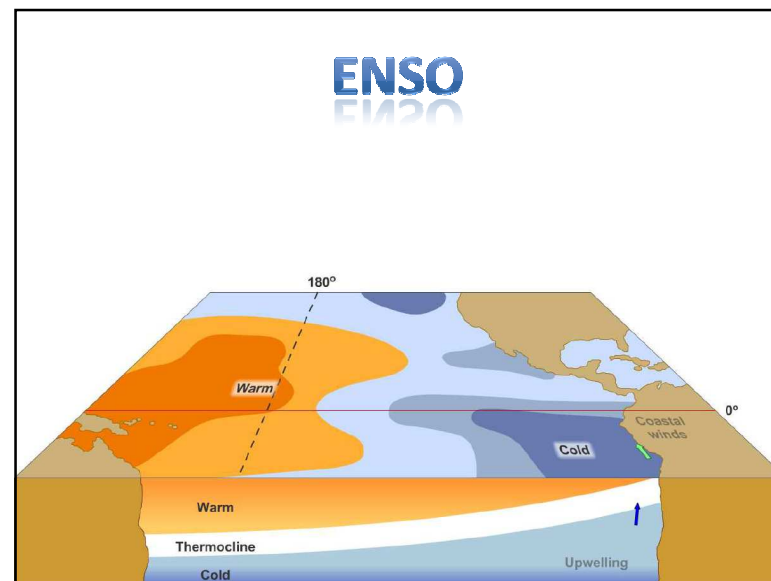 ENSO
180°
Warm
0°
Coastal
winds
Cold
Warm
Thermocline
Upwelling
Cold